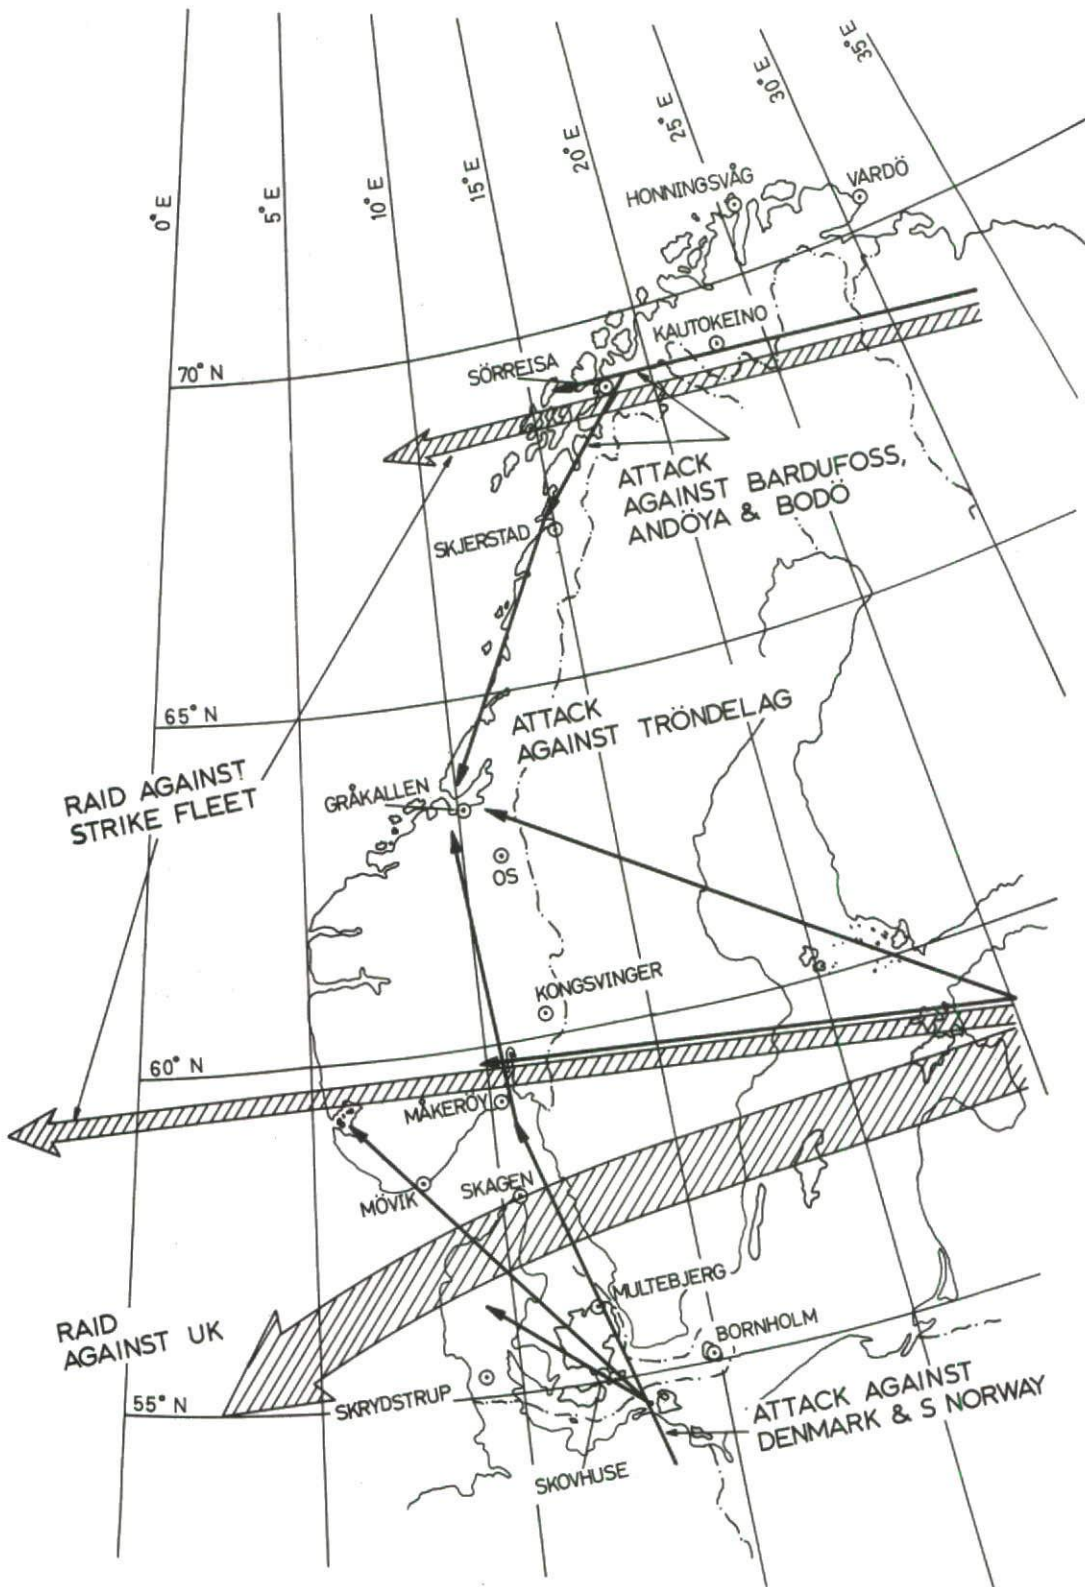 0° E
5° E
10° E
15° E
20° E
25° E
30° E
35° E
HONNINGSVÅG
VARDÖ
KAUTOKEINO
SÖRREISA
70° N
ATTACK
AGAINST BARDUFOSS,
ANDÖYA & BODÖ
SKJERSTAD
65° N
ATTACK
AGAINST TRÖNDELAG
RAID AGAINST
STRIKE FLEET
GRÅKALLEN
OS
KONGSVINGER
60° N
MÅKERÖY
MÖVIK
SKAGEN
MULTEBJERG
RAID
AGAINST UK
BORNHOLM
55° N
SKRYDSTRUP
ATTACK AGAINST
DENMARK & S NORWAY
SKOVHUSE